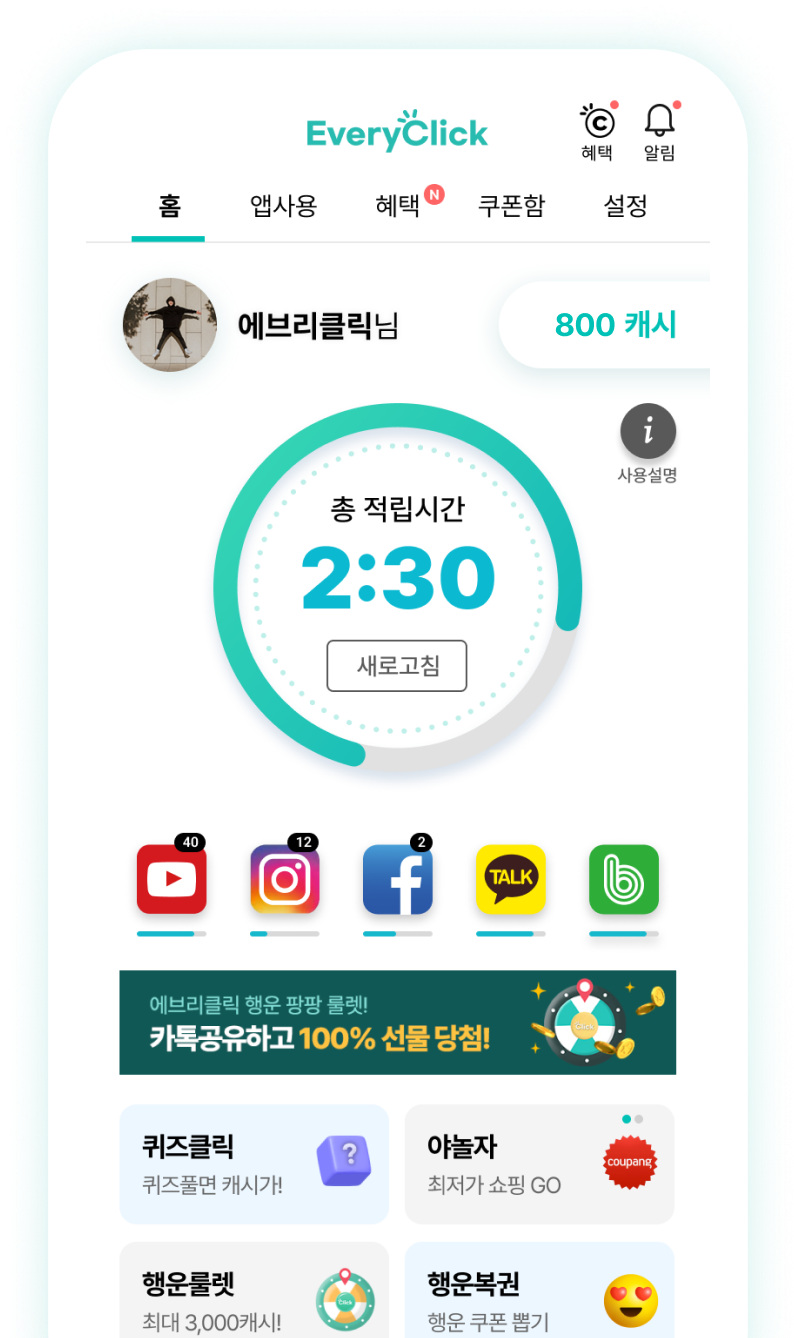 EveryClick
혜택
알림
홈
앱사용
혜택 N
쿠폰함
설정
에브리클릭님
800 캐시
i
사용설명
총 적립시간
2:30
새로고침
40
12
2
TALK
에브리클릭 행운 팡팡 룰렛!
카톡공유하고 100% 선물 당첨!
Click
퀴즈클릭
퀴즈풀면 캐시가!
?
야놀자
최저가 쇼핑 GO
coupang
행운룰렛
최대 3,000캐시!
Click
행운복권
행운 쿠폰 뽑기